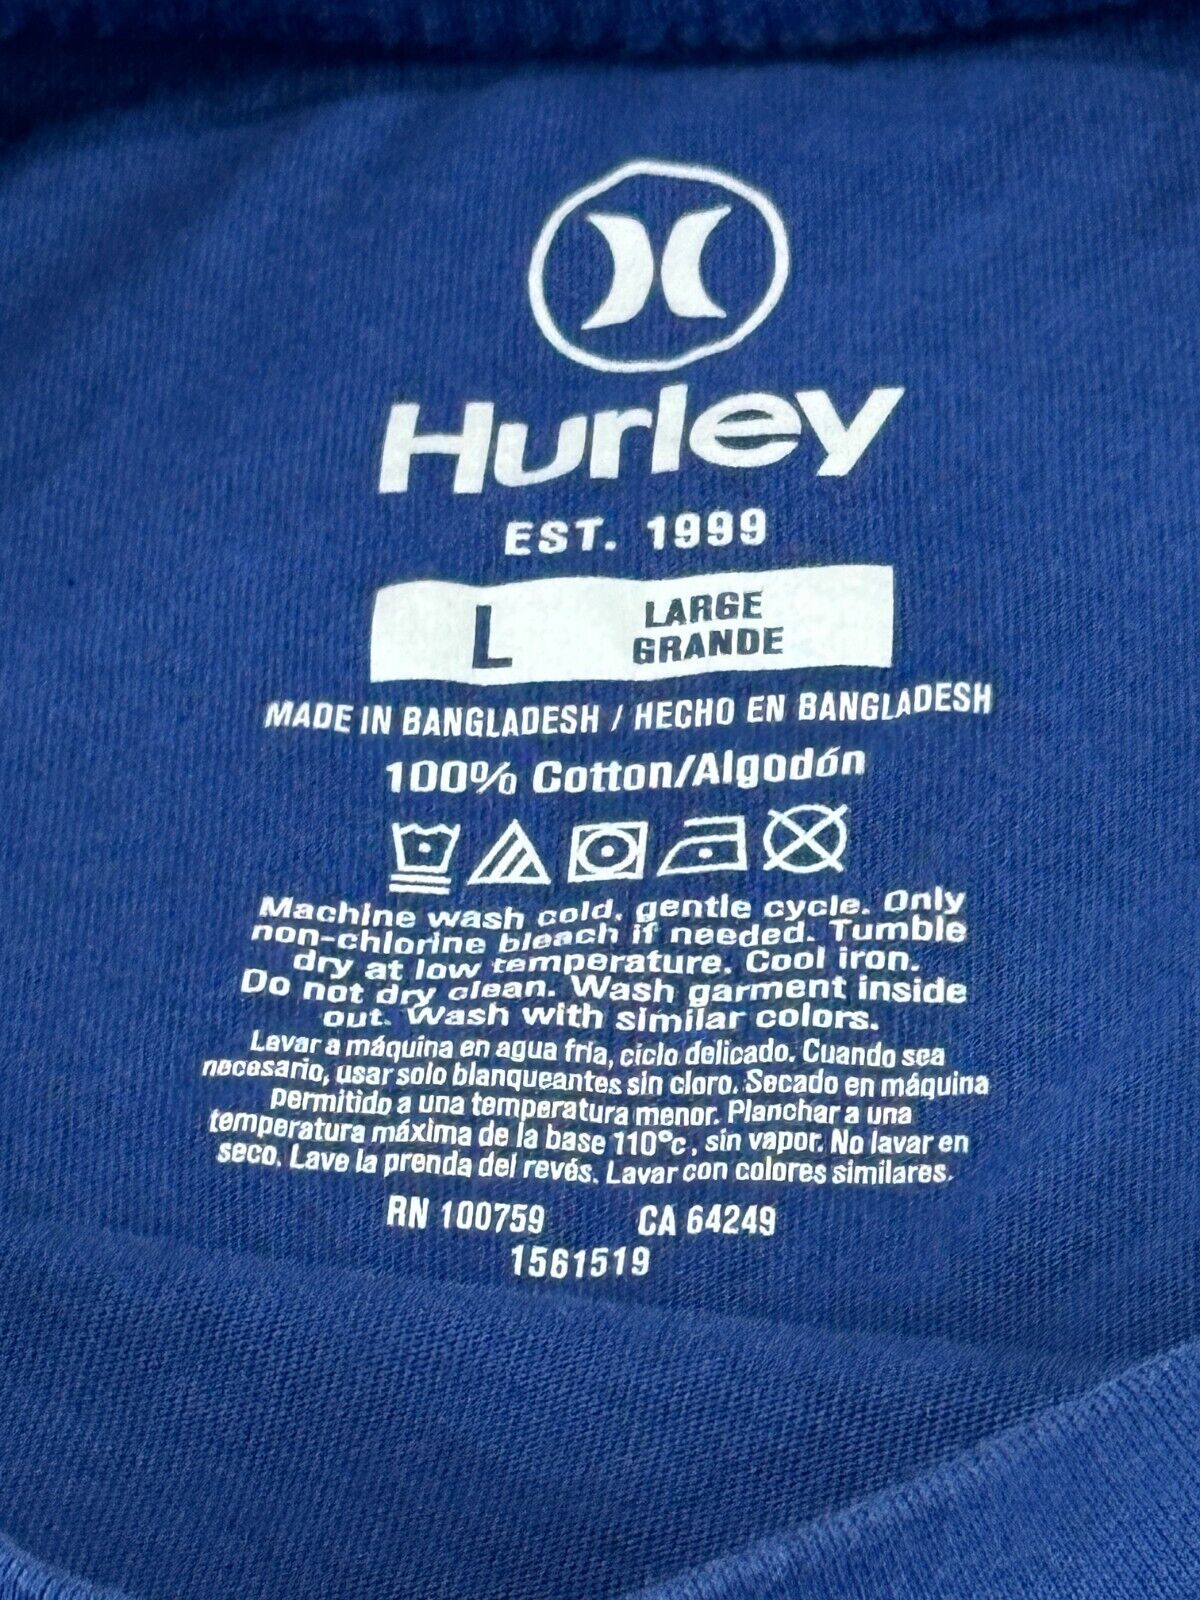 Hurley
EST. 1999
L LARGE
GRANDE
MADE IN BANGLADESH / HECHO EN BANGLADESH
100% Cotton/Algodón
Machine wash cold, gentle cycle. Only
non-chlorine bleach if needed. Tumble
dry at low temperature. Cool iron.
Do not dry clean. Wash garment inside
out. Wash with similar colors.
Lavar a máquina en agua fría, ciclo delicado. Cuando sea
necesario, usar solo blanqueantes sin cloro. Secado en máquina
permitido a una temperatura menor. Planchar a una
temperatura máxima de la base 110°c, sin vapor. No lavar en
seco. Lave la prenda del revés. Lavar con colores similares.
RN 100759 CA 64249
1561519